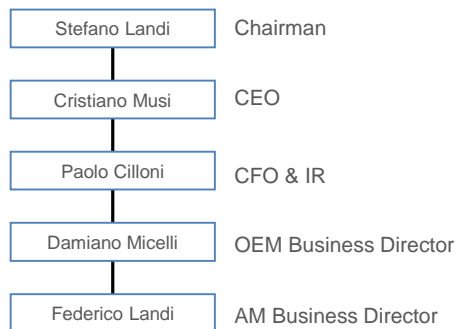 Stefano Landi Chairman
Cristiano Musi CEO
Paolo Cilloni CFO & IR
Damiano Micelli OEM Business Director
Federico Landi AM Business Director